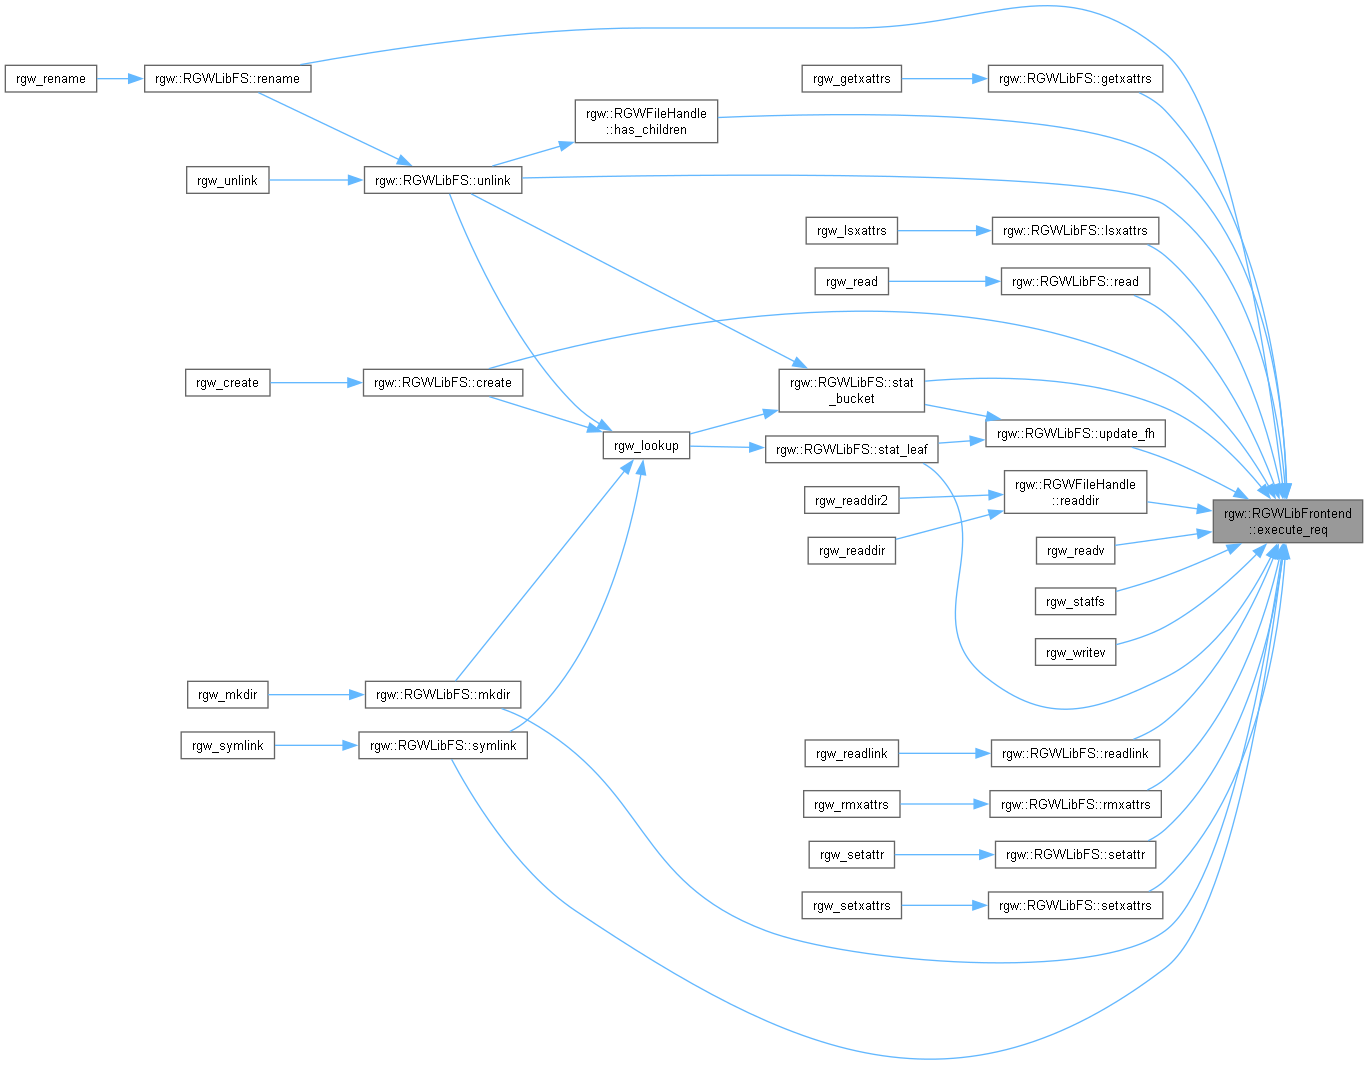 rgw_rename
rgw::RGWLibFS::rename
rgw_getxattrs
rgw::RGWLibFS::getxattrs
rgw::RGWFileHandle
::has_children
rgw_unlink
rgw::RGWLibFS::unlink
rgw_lsxattrs
rgw::RGWLibFS::lsxattrs
rgw_read
rgw::RGWLibFS::read
rgw_create
rgw::RGWLibFS::create
rgw::RGWLibFS::stat
_bucket
rgw::RGWLibFS::update_fh
rgw_lookup
rgw::RGWLibFS::stat_leaf
rgw_readdir2
rgw::RGWFileHandle
::readdir
rgw::RGWLibFrontend
::execute_req
rgw_readdir
rgw_readv
rgw_statfs
rgw_writev
rgw_mkdir
rgw::RGWLibFS::mkdir
rgw_symlink
rgw::RGWLibFS::symlink
rgw_readlink
rgw::RGWLibFS::readlink
rgw_rmxattrs
rgw::RGWLibFS::rmxattrs
rgw_setattr
rgw::RGWLibFS::setattr
rgw_setxattrs
rgw::RGWLibFS::setxattrs